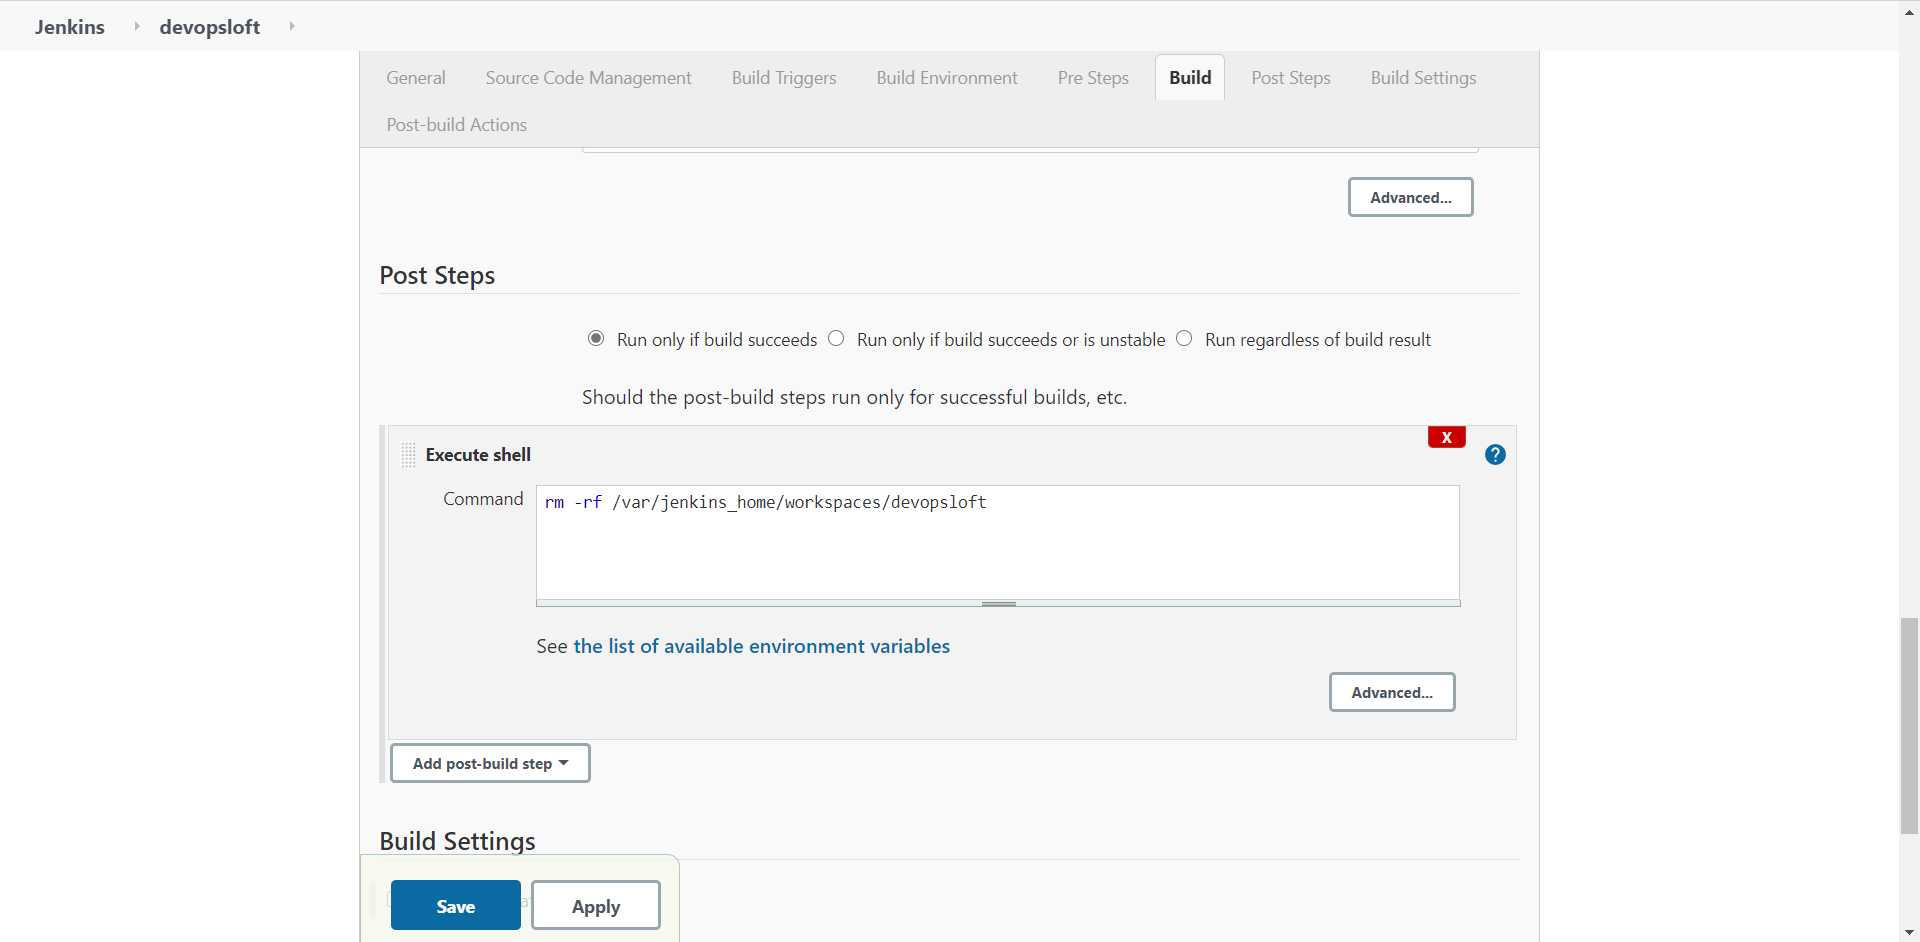 Jenkins devopsloft
General Source Code Management Build Triggers Build Environment Pre Steps Build Post Steps Build Settings
Post-build Actions
Advanced...
Post Steps
Run only if build succeeds Run only if build succeeds or is unstable Run regardless of build result
Should the post-build steps run only for successful builds, etc.
X
Execute shell ?
Command rm -rf /var/jenkins_home/workspaces/devopsloft
See the list of available environment variables
Advanced...
Add post-build step
Build Settings
Save Apply